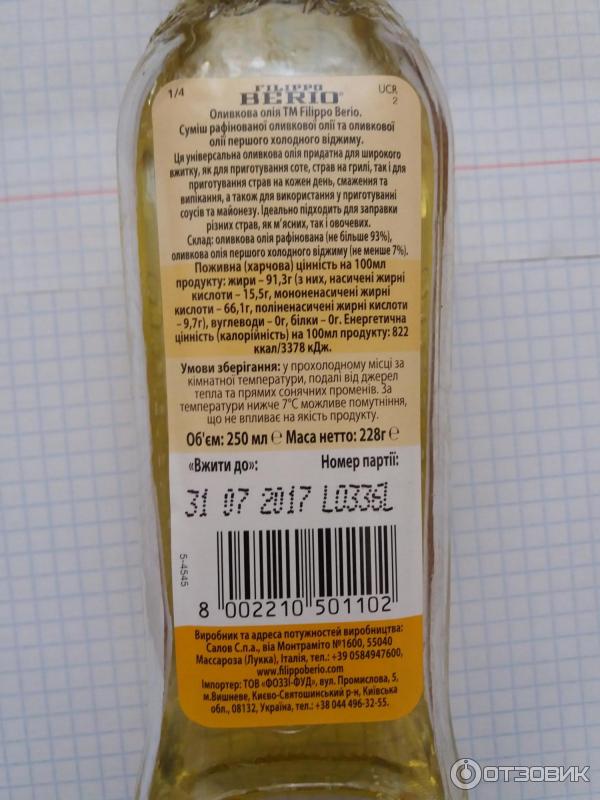 1/4
FILIPPO
BERIO
UCR
2
Оливкова олія ТМ Filippo Berio.
Суміш рафінованої оливкової олії та оливкової
олії першого холодного віджиму.
Ця універсальна оливкова олія придатна для широкого
вжитку, як для приготування соте, страв на грилі, так і для
приготування страв на кожен день, смаження та
випікання, а також для використання у приготуванні
соусів та майонезу. Ідеально підходить для заправки
різних страв, як м'ясних, так і овочевих.
Склад: оливкова олія рафінована (не більше 93%),
оливкова олія першого холодного віджиму (не менше 7%).
Поживна (харчова) цінність на 100мл
продукту: жири – 91,3г (з них, насичені жирні
кислоти – 15,5г, мононенасичені жирні
кислоти – 66,1г, поліненасичені жирні кислоти
– 9,7г), вуглеводи – 0г, білки – 0г. Енергетична
цінність (калорійність) на 100мл продукту: 822
ккал/3378 кДж.
Умови зберігання: у прохолодному місці за
кімнатної температури, подалі від джерел
тепла та прямих сонячних променів. За
температури нижче 7°С можливе помутніння,
що не впливає на якість продукту.
Об'єм: 250 мл ℮ Маса нетто: 228г ℮
«Вжити до»: Номер партії:
31 07 2017 L0336L
5-4545
8 002210 501102
Виробник та адреса потужностей виробництва:
Салов С.п.а., віа Монтраміто №1600, 55040
Массароза (Лукка), Італія, тел.: +39 0584947600,
www.filippoberio.com
Імпортер: ТОВ «ФОЗЗІ-ФУД», вул. Промислова, 5,
м.Вишневе, Києво-Святошинський р-н, Київська
обл., 08132, Україна, тел.: +38 044 496-32-55.
ОТЗОВИК